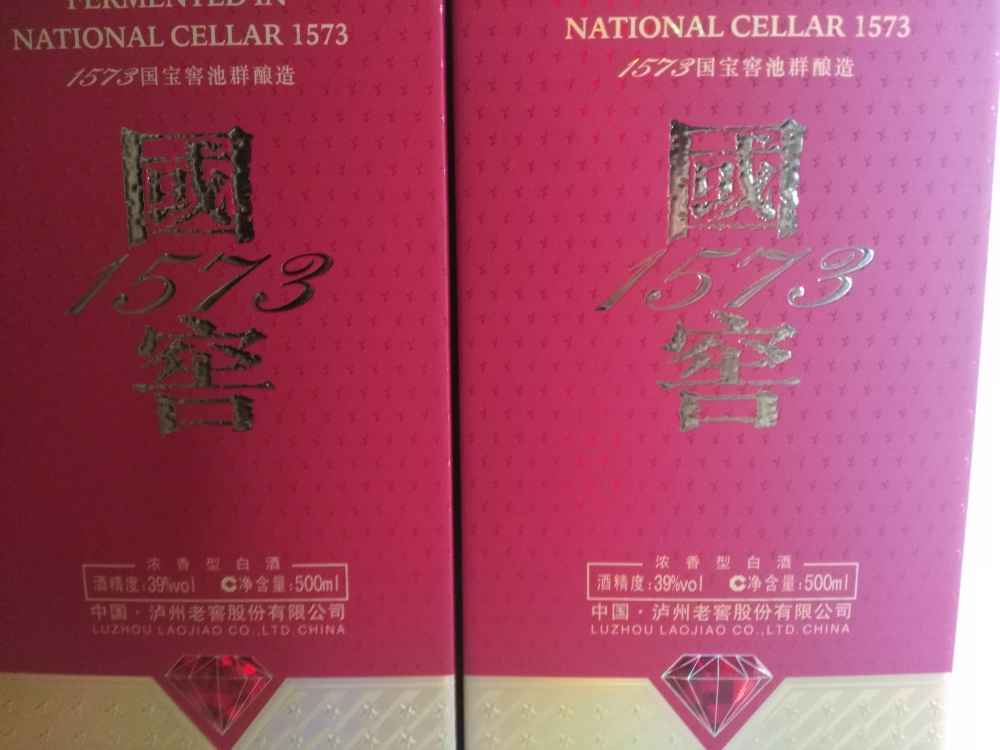 FERMENTED IN
NATIONAL CELLAR 1573
1573国宝窖池群酿造
國
1573
窖
浓香型白酒
酒精度:39%vol C净含量:500ml
中国·泸州老窖股份有限公司
LUZHOU LAOJIAO CO.,LTD.CHINA
NATIONAL CELLAR 1573
1573国宝窖池群酿造
國
1573
窖
浓香型白酒
酒精度:39%vol C净含量:500ml
中国·泸州老窖股份有限公司
LUZHOU LAOJIAO CO.,LTD.CHINA